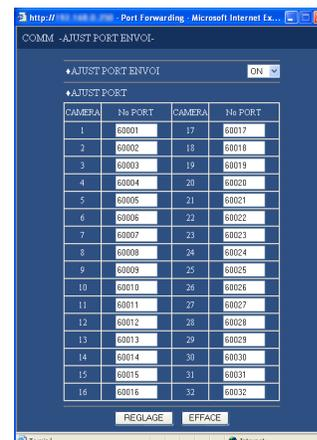 http:// - Port Forwarding - Microsoft Internet Ex...
COMM -AJUST PORT ENVOI-
♦AJUST PORT ENVOI ON
♦AJUST PORT
CAMERA No PORT CAMERA No PORT
1 60001 17 60017
2 60002 18 60018
3 60003 19 60019
4 60004 20 60020
5 60005 21 60021
6 60006 22 60022
7 60007 23 60023
8 60008 24 60024
9 60009 25 60025
10 60010 26 60026
11 60011 27 60027
12 60012 28 60028
13 60013 29 60029
14 60014 30 60030
15 60015 31 60031
16 60016 32 60032
REGLAGE EFFACE